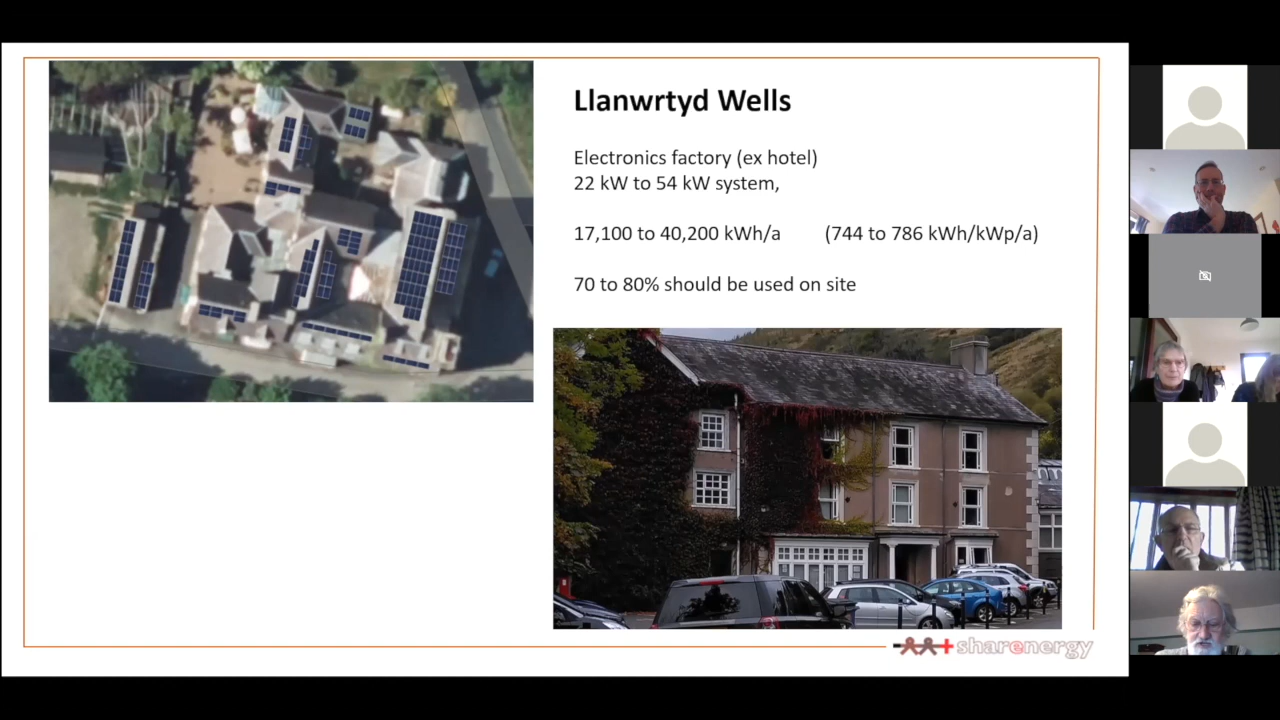 Llanwrtyd Wells
Electronics factory (ex hotel)
22 kW to 54 kW system,
17,100 to 40,200 kWh/a (744 to 786 kWh/kWp/a)
70 to 80% should be used on site
sharenergy